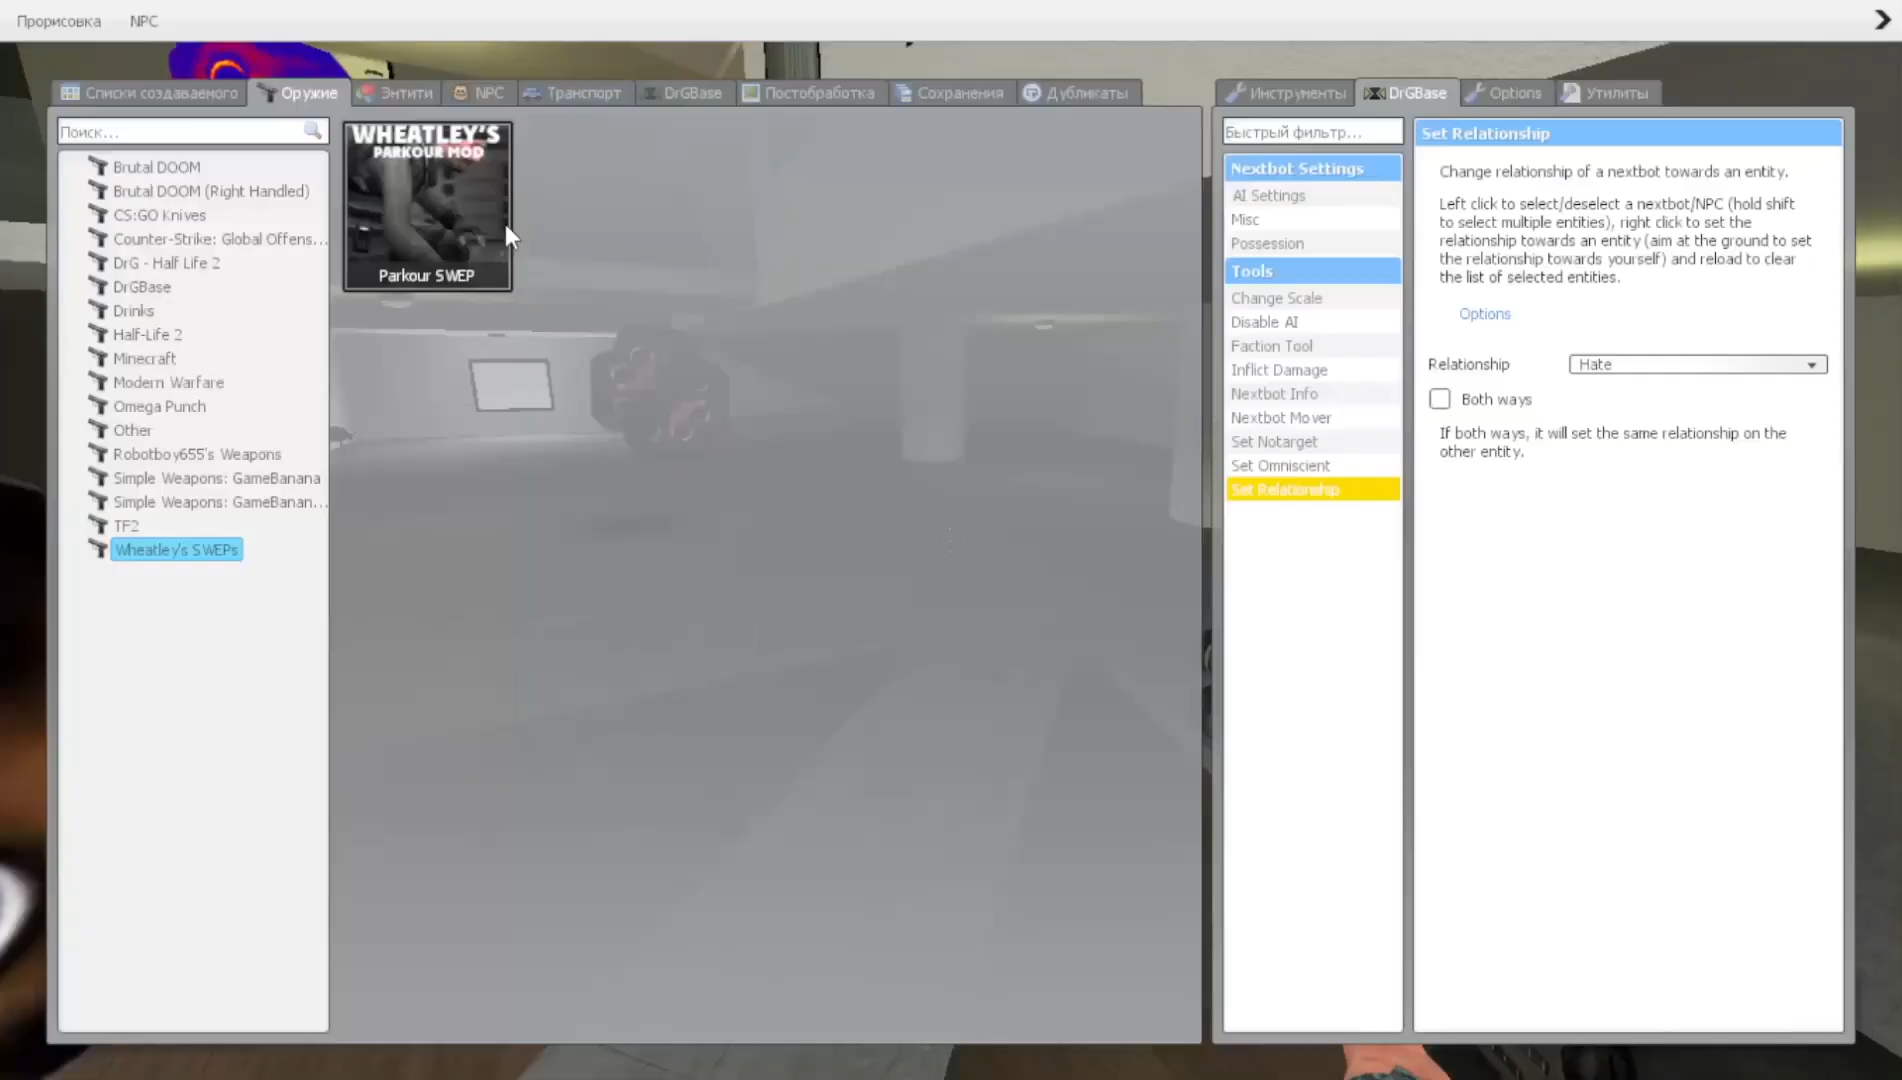 Прорисовка NPC
Списки создаваемого Оружие Энтити NPC Транспорт DrGBase Постобработка Сохранения Дубликаты
Инструменты DrGBase Options Утилиты
Поиск...
Brutal DOOM
Brutal DOOM (Right Handled)
CS:GO Knives
Counter-Strike: Global Offens...
DrG - Half Life 2
DrGBase
Drinks
Half-Life 2
Minecraft
Modern Warfare
Omega Punch
Other
Robotboy655's Weapons
Simple Weapons: GameBanana
Simple Weapons: GameBanan...
TF2
Wheatley's SWEPs
WHEATLEY'S
PARKOUR MOD
Parkour SWEP
Быстрый фильтр...
Nextbot Settings
AI Settings
Misc
Possession
Tools
Change Scale
Disable AI
Faction Tool
Inflict Damage
Nextbot Info
Nextbot Mover
Set Notarget
Set Omniscient
Set Relationship
Set Relationship
Change relationship of a nextbot towards an entity.
Left click to select/deselect a nextbot/NPC (hold shift
to select multiple entities), right click to set the
relationship towards an entity (aim at the ground to set
the relationship towards yourself) and reload to clear
the list of selected entities.
Options
Relationship Hate
Both ways
If both ways, it will set the same relationship on the
other entity.